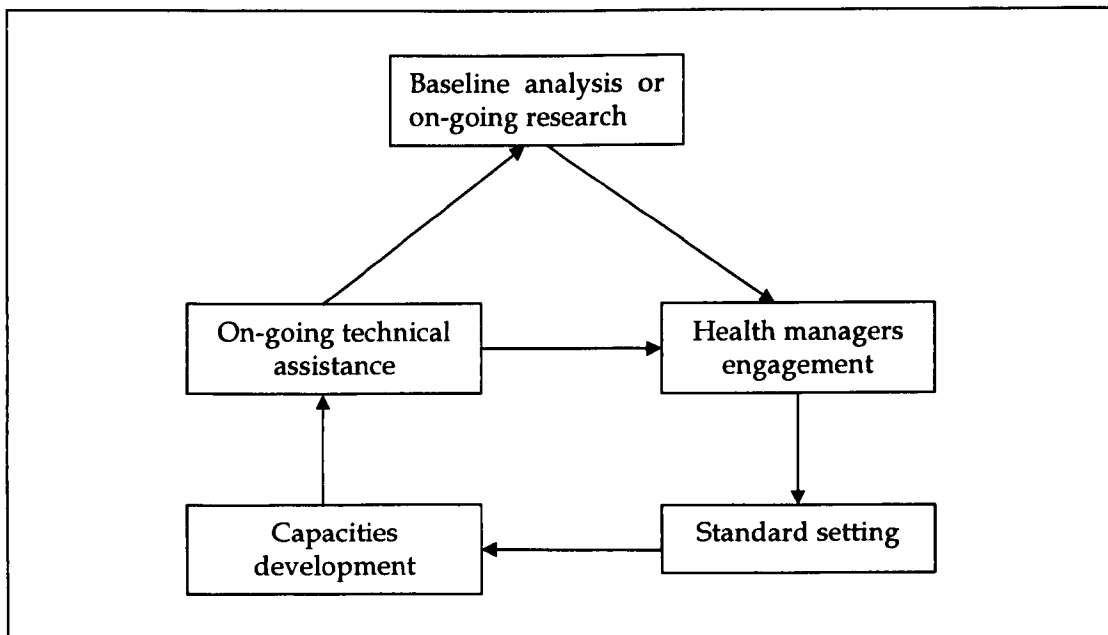 Baseline analysis or
on-going research
On-going technical
assistance
Health managers
engagement
Capacities
development
Standard setting